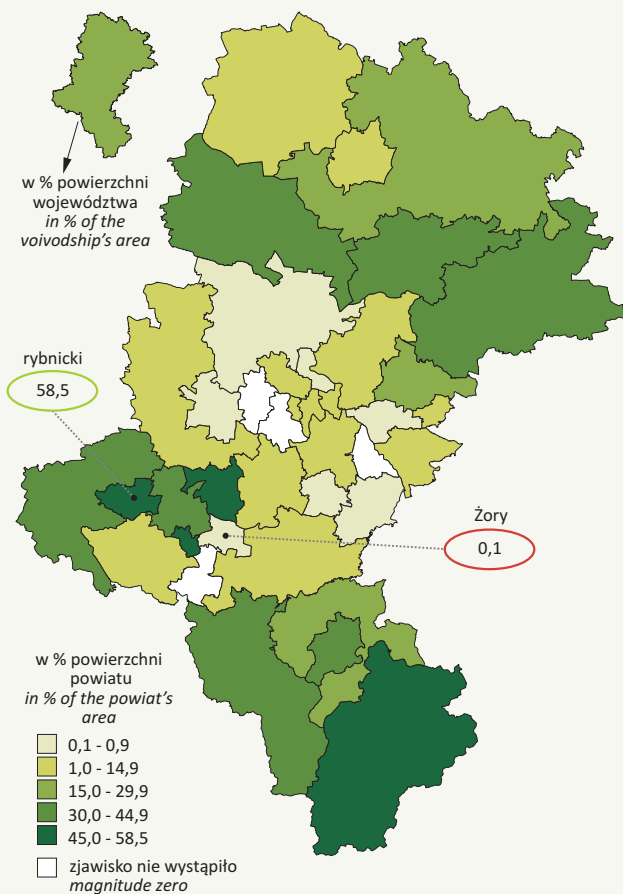 w % powierzchni
województwa
in % of the
voivodship's area
rybnicki
58,5
Żory
0,1
w % powierzchni
powiatu
in % of the powiat's
area
0,1 - 0,9
1,0 - 14,9
15,0 - 29,9
30,0 - 44,9
45,0 - 58,5
zjawisko nie wystąpiło
magnitude zero